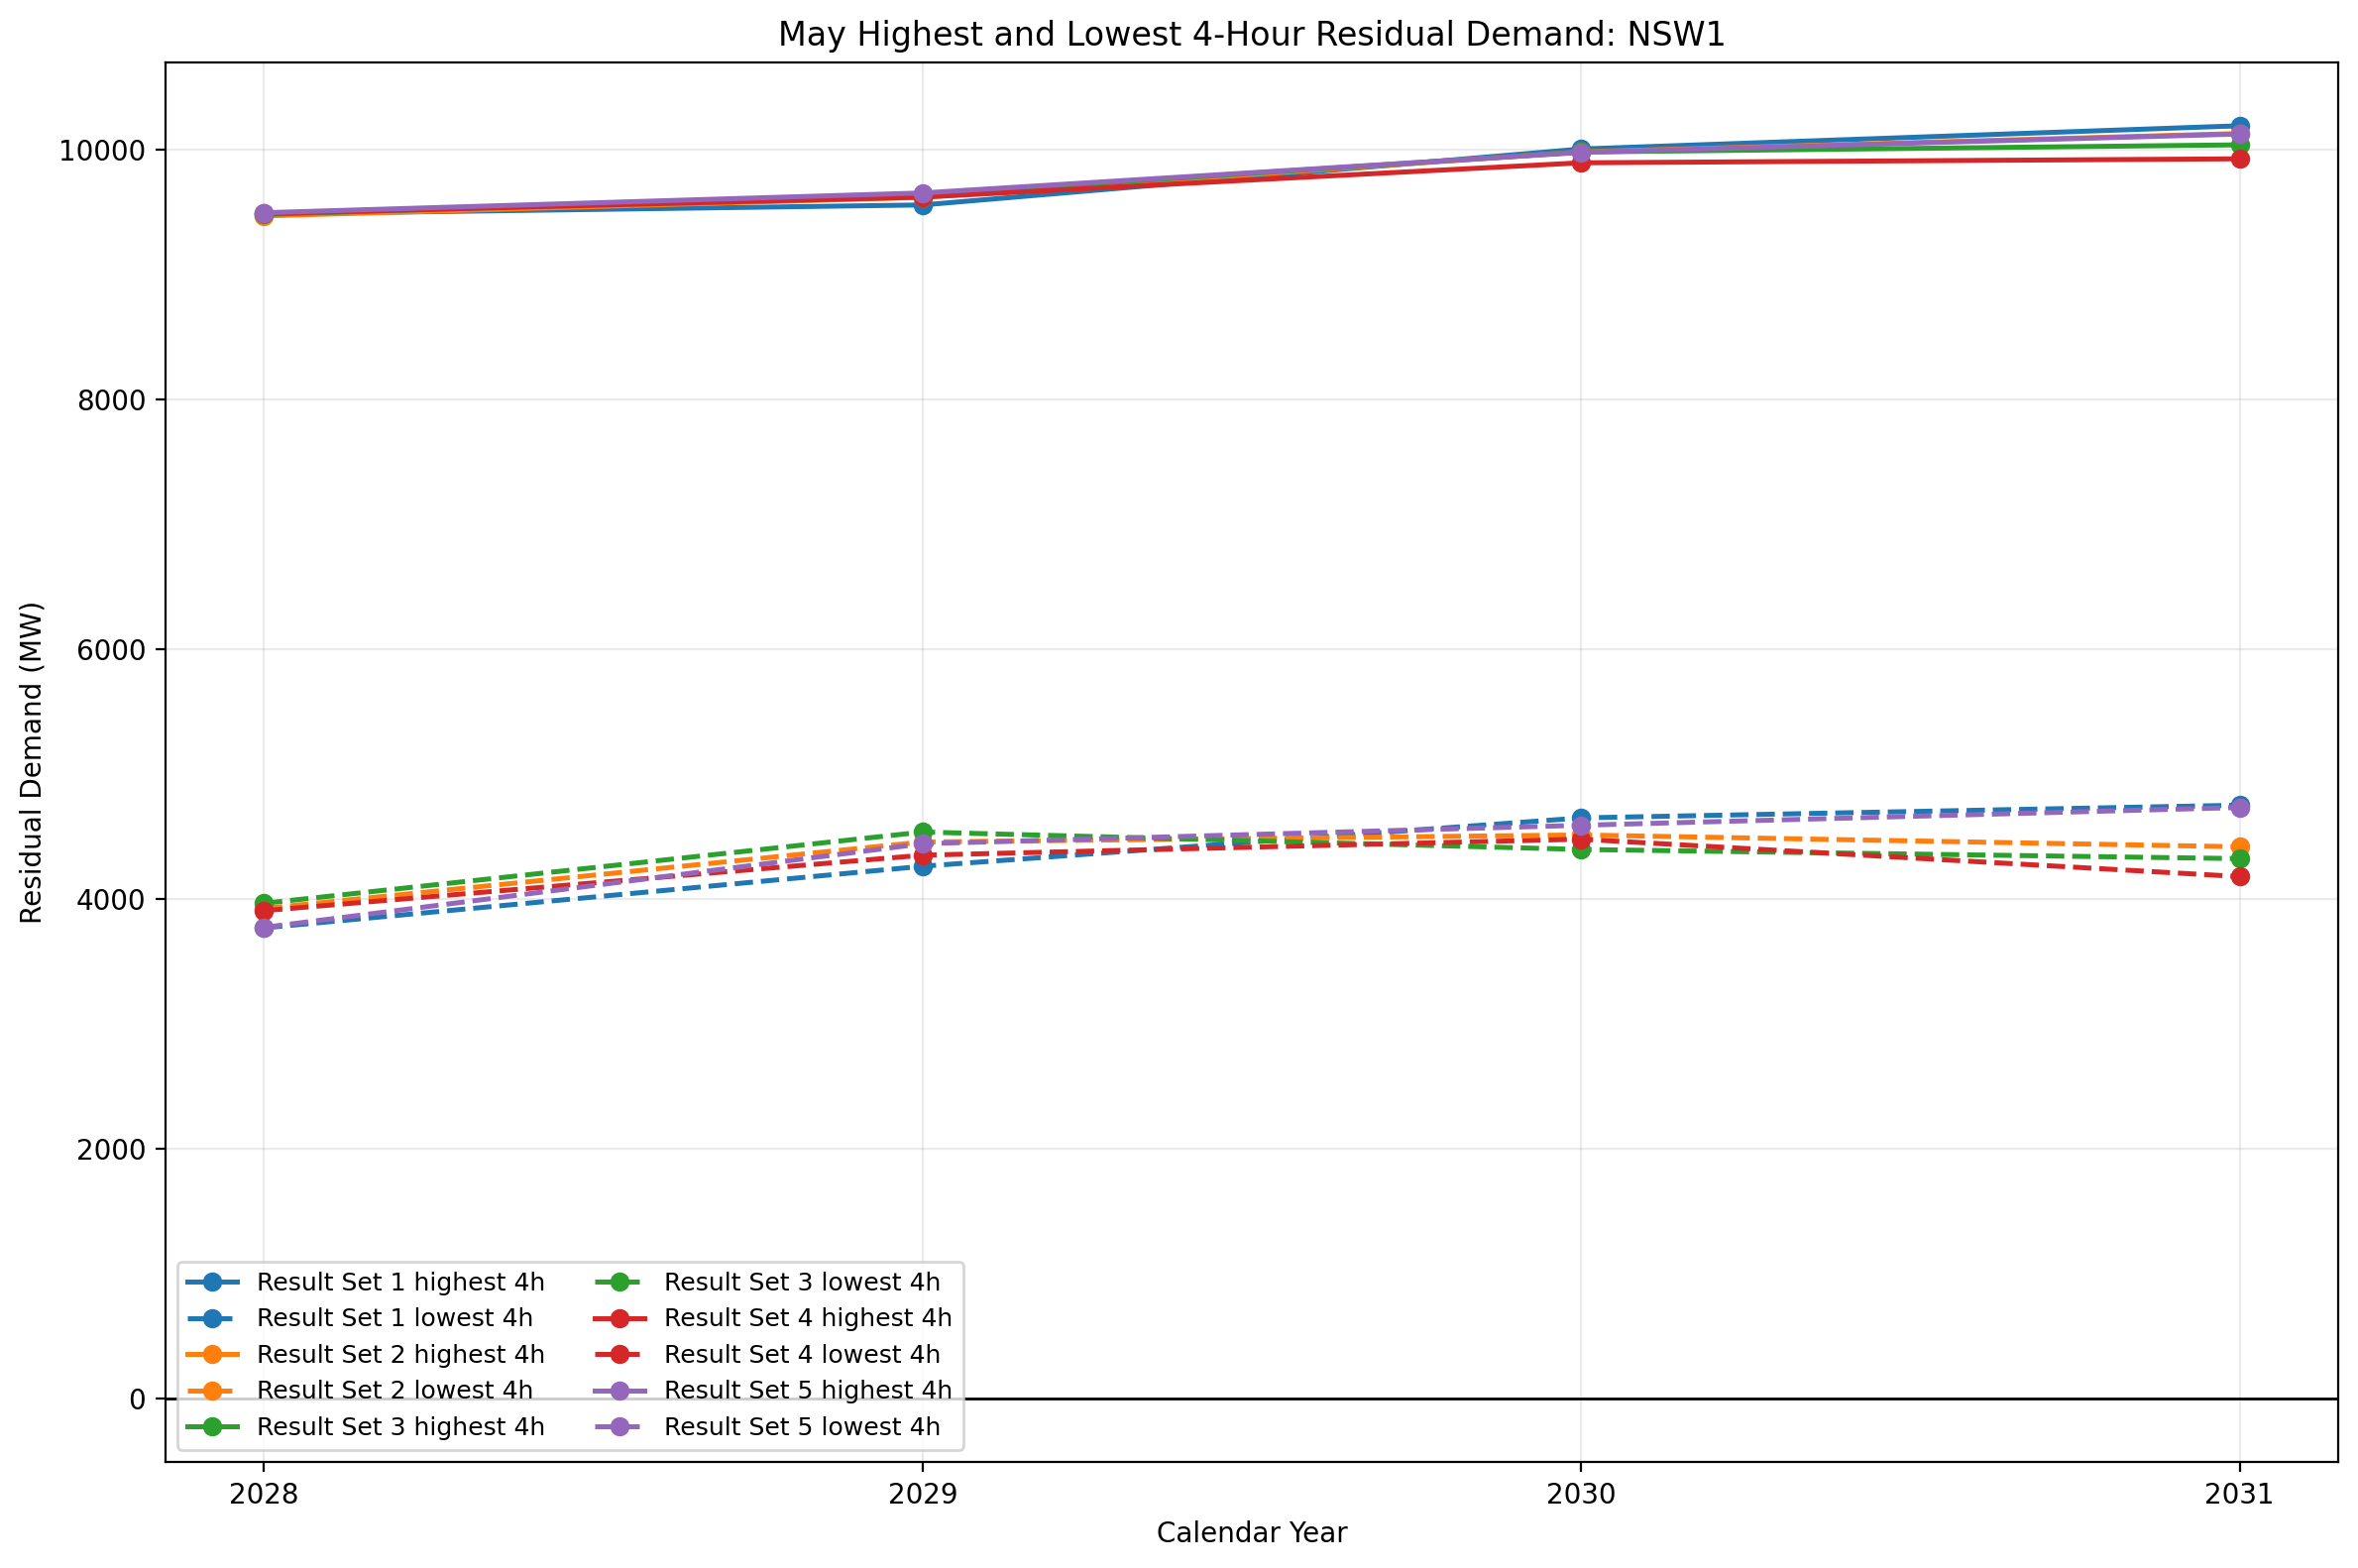 May Highest and Lowest 4-Hour Residual Demand: NSW1
Residual Demand (MW)
10000
8000
6000
4000
2000
0
Result Set 1 highest 4h
Result Set 1 lowest 4h
Result Set 2 highest 4h
Result Set 2 lowest 4h
Result Set 3 highest 4h
Result Set 3 lowest 4h
Result Set 4 highest 4h
Result Set 4 lowest 4h
Result Set 5 highest 4h
Result Set 5 lowest 4h
2028 2029 2030 2031
Calendar Year